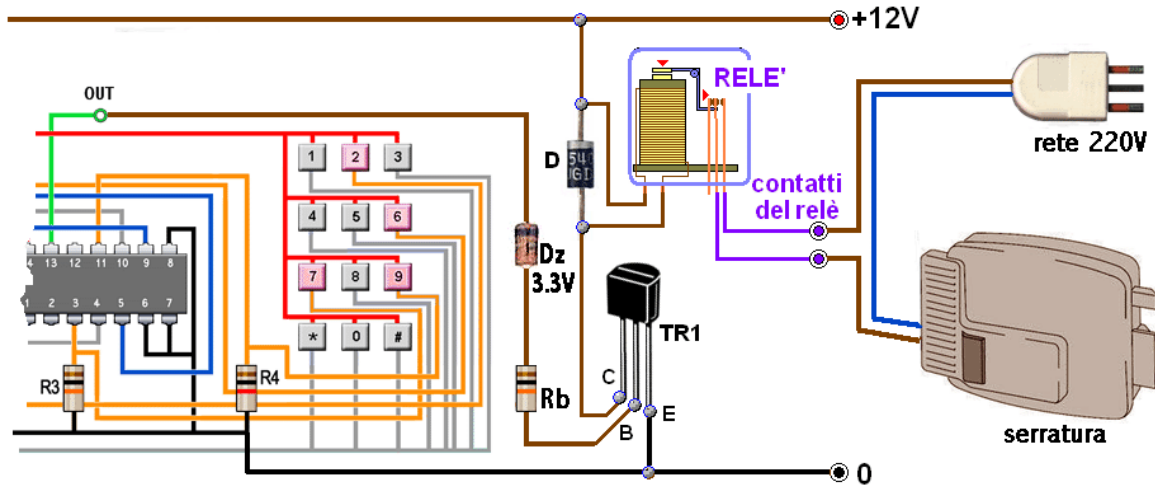 +12V
OUT
RELE'
rete 220V
1
2
3
D
54
contatti
del relè
4
5
6
Dz
3.3V
13
12
11
10
9
8
7
8
9
TR1
2
3
4
5
6
7
*
0
#
R3
R4
Rb
C
B
E
serratura
0